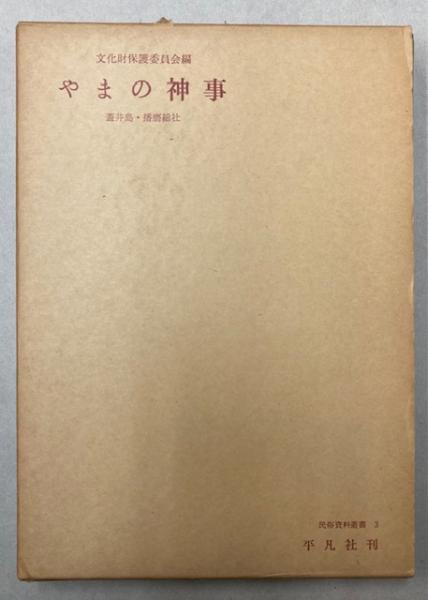 文化財保護委員会編
やまの神事
蓋井島・播磨総社
民俗資料叢書 3
平凡社刊